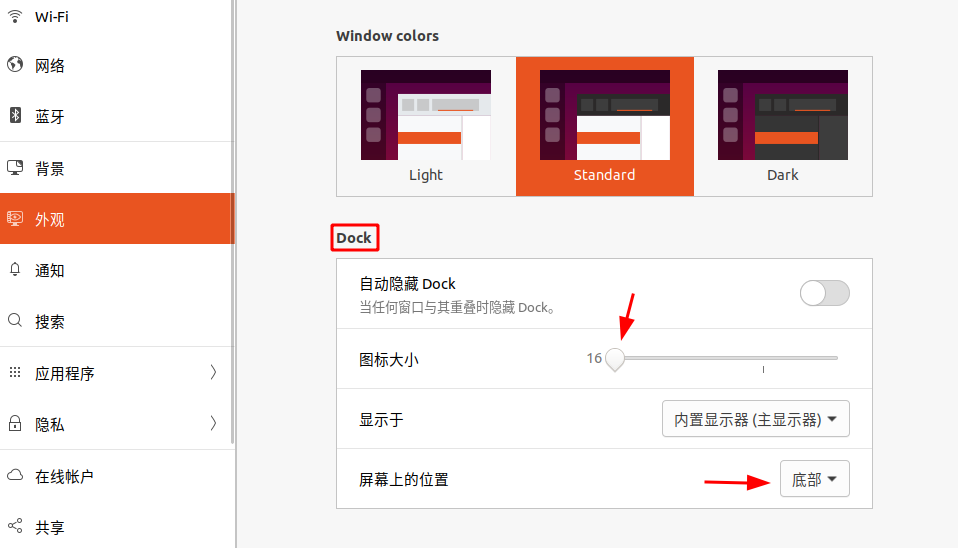 Wi-Fi
网络
蓝牙
背景
外观
通知
搜索
应用程序
隐私
在线帐户
共享
Window colors
Light
Standard
Dark
Dock
自动隐藏 Dock
当任何窗口与其重叠时隐藏 Dock。
图标大小
16
显示于
内置显示器 (主显示器)
屏幕上的位置
底部